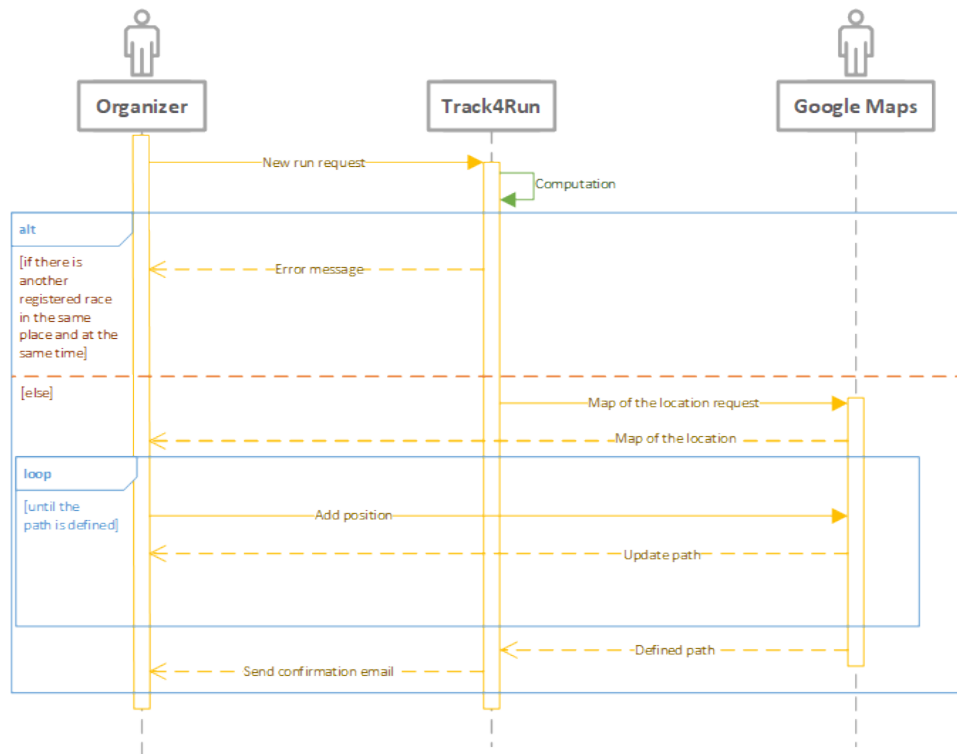 Organizer
Track4Run
Google Maps
New run request
Computation
alt
[if there is
another
registered race
in the same
place and at the
same time]
Error message
[else]
Map of the location request
Map of the location
loop
[until the
path is defined]
Add position
Update path
Defined path
Send confirmation email